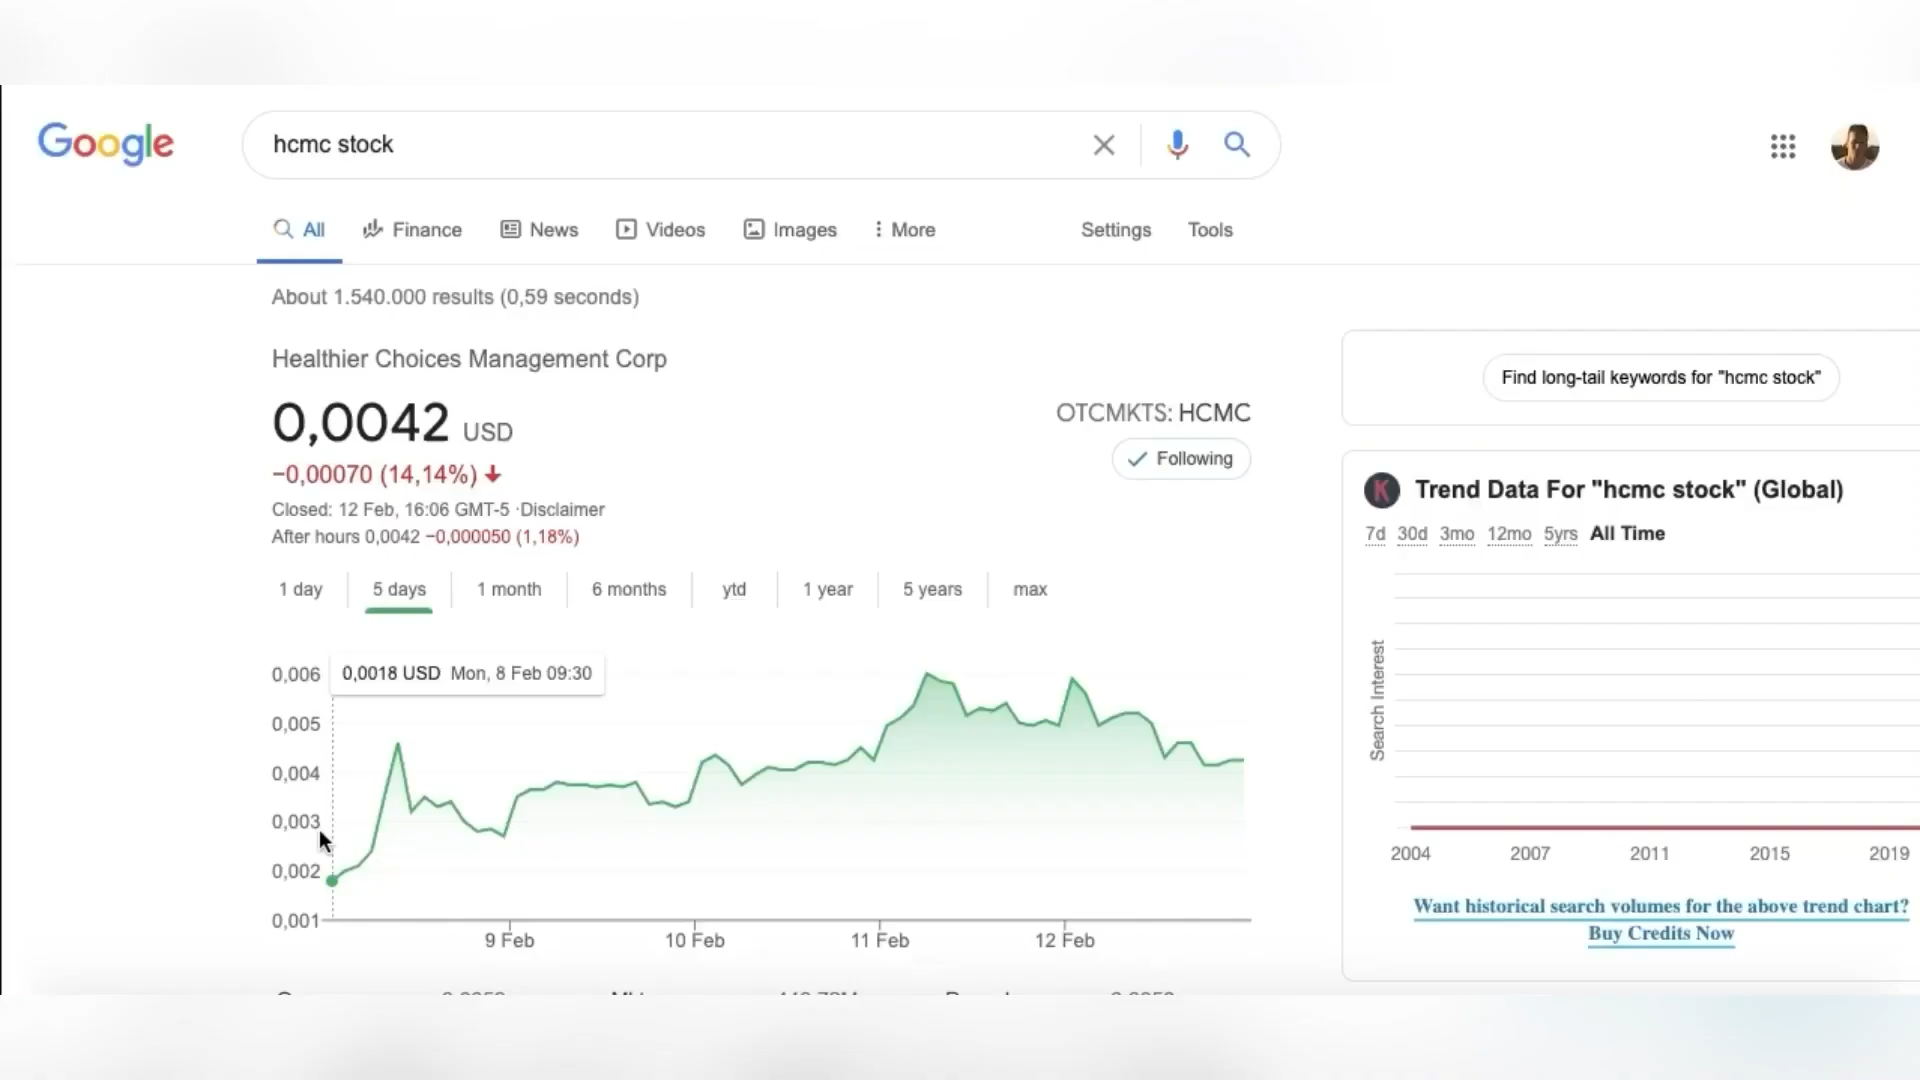 Google
hcmc stock
All
Finance
News
Videos
Images
More
Settings
Tools
About 1.540.000 results (0,59 seconds)
Healthier Choices Management Corp
0,0042 USD
OTCMKTS: HCMC
−0,00070 (14,14%)
Following
Closed: 12 Feb, 16:06 GMT-5 ·Disclaimer
After hours 0,0042 −0,000050 (1,18%)
1 day
5 days
1 month
6 months
ytd
1 year
5 years
max
0,0018 USD Mon, 8 Feb 09:30
0,006
0,005
0,004
0,003
0,002
0,001
9 Feb
10 Feb
11 Feb
12 Feb
Find long-tail keywords for "hcmc stock"
K
Trend Data For "hcmc stock" (Global)
7d 30d 3mo 12mo 5yrs All Time
Search Interest
2004
2007
2011
2015
2019
Want historical search volumes for the above trend chart?
Buy Credits Now